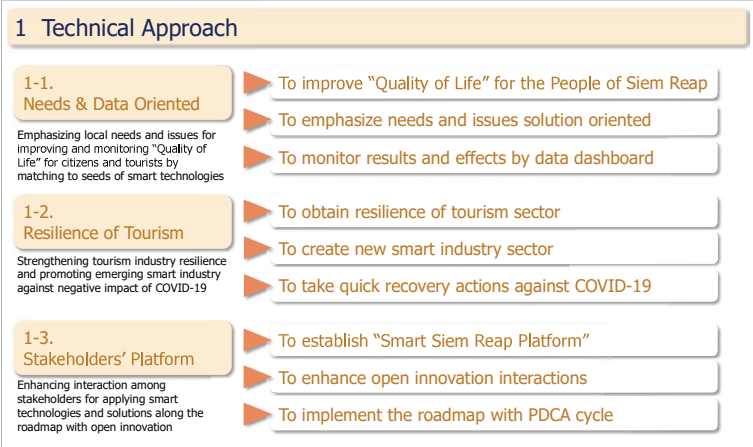 1 Technical Approach
1-1.
Needs & Data Oriented
Emphasizing local needs and issues for
improving and monitoring “Quality of
Life” for citizens and tourists by
matching to seeds of smart technologies
To improve “Quality of Life” for the People of Siem Reap
To emphasize needs and issues solution oriented
To monitor results and effects by data dashboard
1-2.
Resilience of Tourism
Strengthening tourism industry resilience
and promoting emerging smart industry
against negative impact of COVID-19
To obtain resilience of tourism sector
To create new smart industry sector
To take quick recovery actions against COVID-19
1-3.
Stakeholders’ Platform
Enhancing interaction among
stakeholders for applying smart
technologies and solutions along the
roadmap with open innovation
To establish “Smart Siem Reap Platform”
To enhance open innovation interactions
To implement the roadmap with PDCA cycle